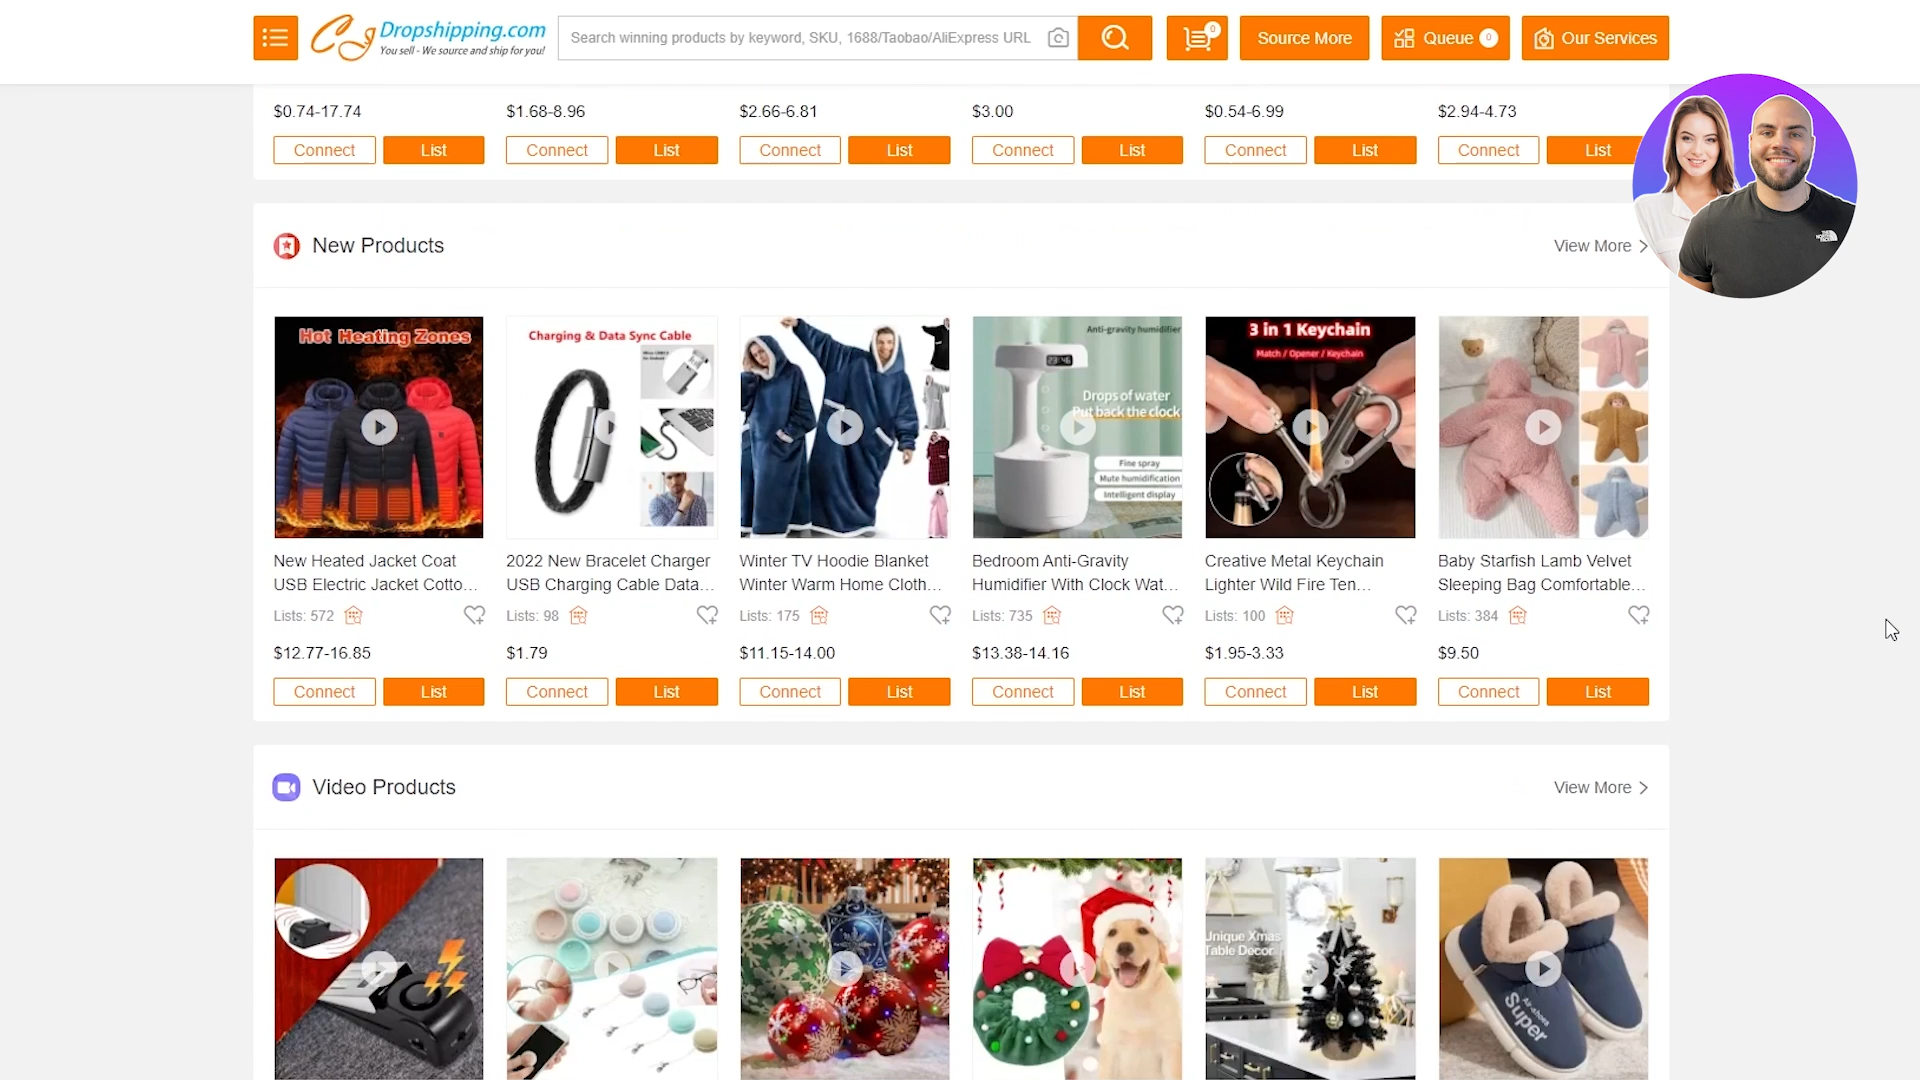 CJ Dropshipping.com
You sell - We source and ship for you!
Search winning products by keyword, SKU, 1688/Taobao/AliExpress URL
0
Source More
Queue 0
Our Services
$0.74-17.74
$1.68-8.96
$2.66-6.81
$3.00
$0.54-6.99
$2.94-4.73
Connect List
Connect List
Connect List
Connect List
Connect List
Connect List
New Products
View More
Hot Heating Zones
Charging & Data Sync Cable
Anti-gravity humidifier
23:46
Drops of water
Put back the clock
Fine spray
Mute humidification
Intelligent display
3 in 1 Keychain
Match / Opener / Keychain
New Heated Jacket Coat
USB Electric Jacket Cotto...
2022 New Bracelet Charger
USB Charging Cable Data...
Winter TV Hoodie Blanket
Winter Warm Home Cloth...
Bedroom Anti-Gravity
Humidifier With Clock Wat...
Creative Metal Keychain
Lighter Wild Fire Ten...
Baby Starfish Lamb Velvet
Sleeping Bag Comfortable...
Lists: 572
Lists: 98
Lists: 175
Lists: 735
Lists: 100
Lists: 384
$12.77-16.85
$1.79
$11.15-14.00
$13.38-14.16
$1.95-3.33
$9.50
Connect List
Connect List
Connect List
Connect List
Connect List
Connect List
Video Products
View More
Unique Xmas
Table Decor
Super